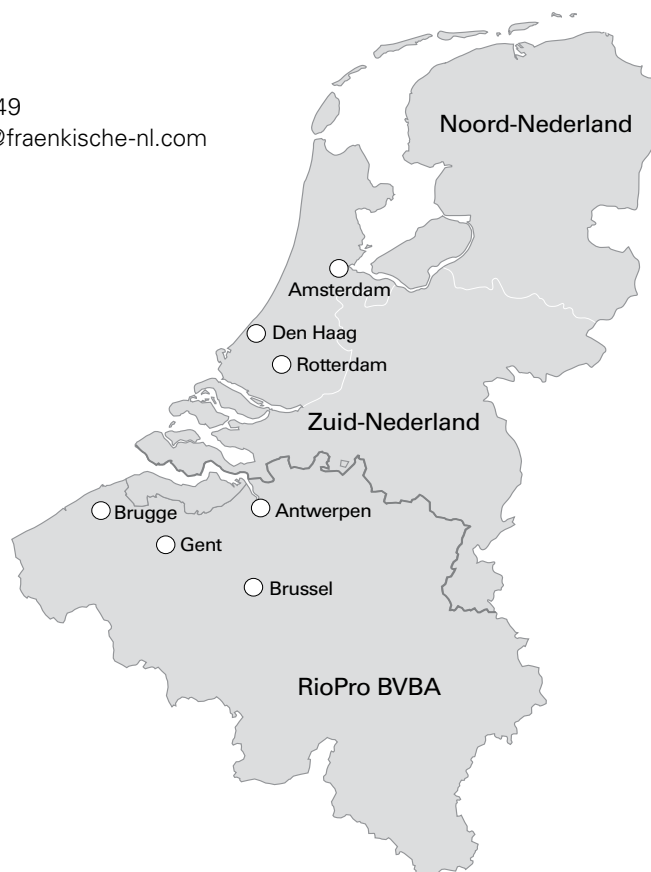 49
@fraenkische-nl.com
Noord-Nederland
Amsterdam
Den Haag
Rotterdam
Zuid-Nederland
Brugge
Antwerpen
Gent
Brussel
RioPro BVBA